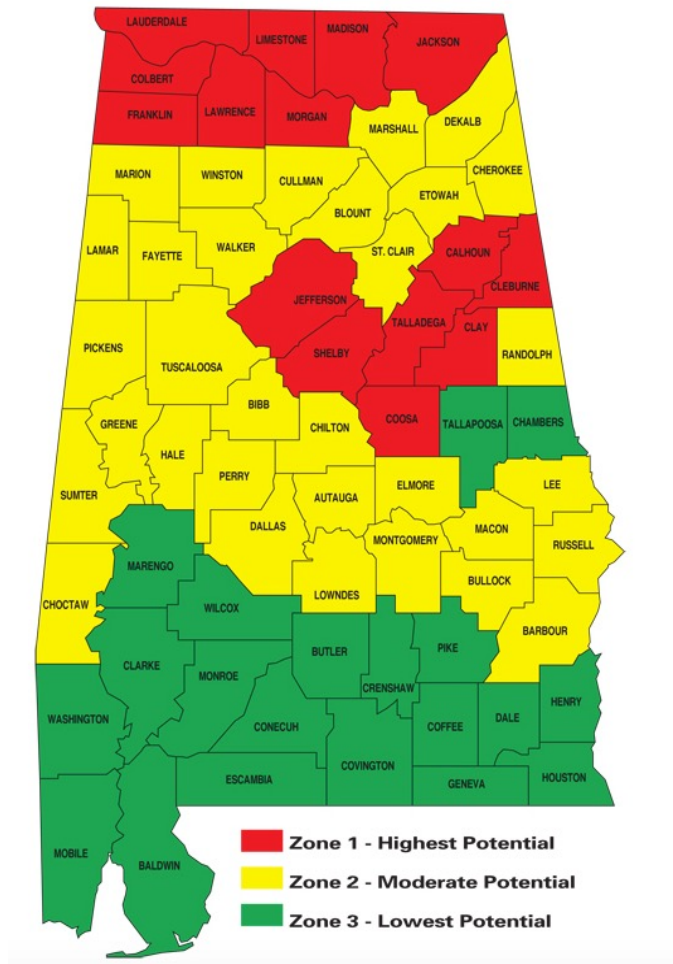 LAUDERDALE
LIMESTONE
MADISON
JACKSON
COLBERT
FRANKLIN
LAWRENCE
MORGAN
MARSHALL
DEKALB
MARION
WINSTON
CULLMAN
CHEROKEE
ETOWAH
BLOUNT
LAMAR
FAYETTE
WALKER
ST. CLAIR
CALHOUN
CLEBURNE
JEFFERSON
TALLADEGA
CLAY
PICKENS
SHELBY
RANDOLPH
TUSCALOOSA
BIBB
GREENE
CHILTON
COOSA
TALLAPOOSA
CHAMBERS
HALE
PERRY
SUMTER
AUTAUGA
ELMORE
LEE
DALLAS
MACON
MONTGOMERY
RUSSELL
MARENGO
BULLOCK
CHOCTAW
WILCOX
LOWNDES
BARBOUR
CLARKE
BUTLER
PIKE
MONROE
CRENSHAW
WASHINGTON
CONECUH
COFFEE
DALE
HENRY
ESCAMBIA
COVINGTON
GENEVA
HOUSTON
MOBILE
BALDWIN
Zone 1 - Highest Potential
Zone 2 - Moderate Potential
Zone 3 - Lowest Potential